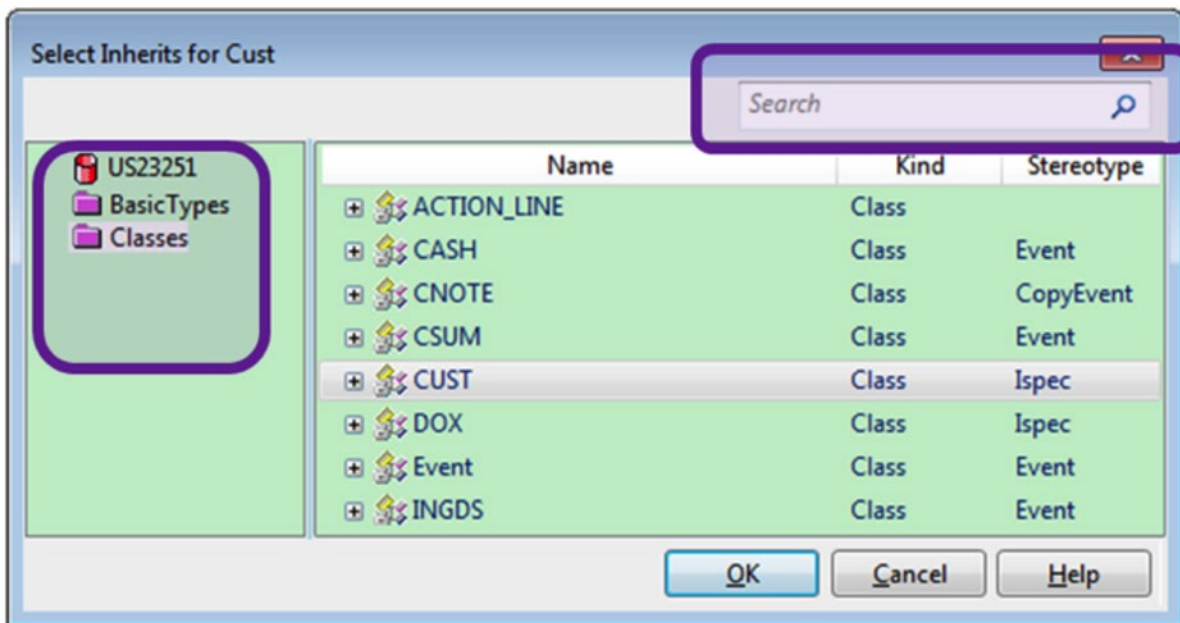 Select Inherits for Cust
Search
US23251
BasicTypes
Classes
Name Kind Stereotype
ACTION_LINE Class
CASH Class Event
CNOTE Class CopyEvent
CSUM Class Event
CUST Class Ispec
DOX Class Ispec
Event Class Event
INGDS Class Event
OK Cancel Help